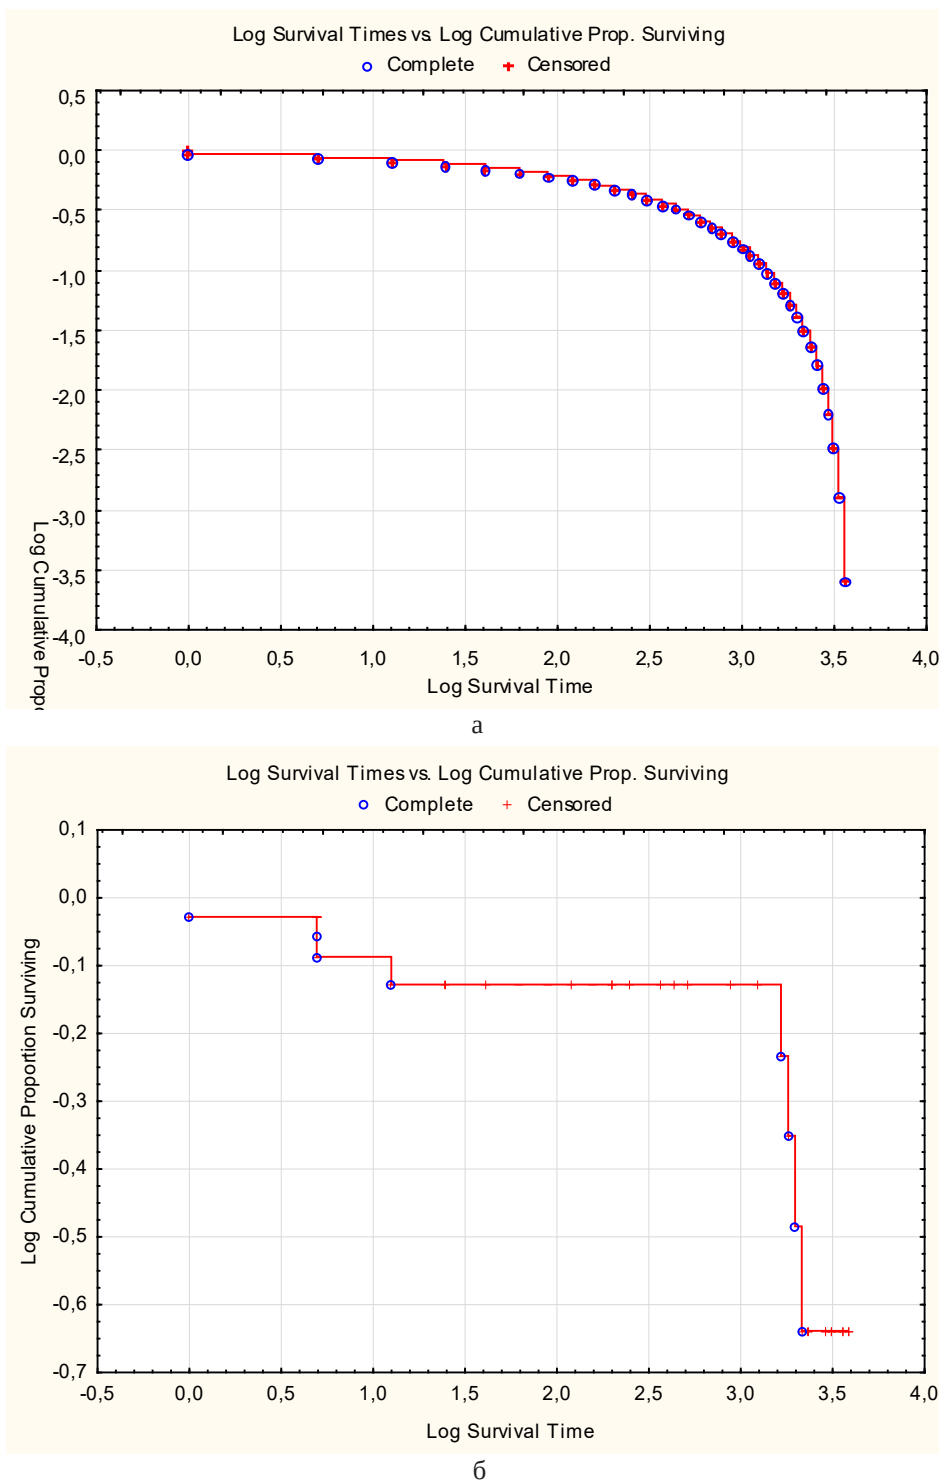 Log Survival Times vs. Log Cumulative Prop. Surviving
Complete Censored
0,5
0,0
-0,5
-1,0
-1,5
-2,0
-2,5
-3,0
-3,5
-4,0
Log Cumulative Propo
-0,5 0,0 0,5 1,0 1,5 2,0 2,5 3,0 3,5 4,0
Log Survival Time
а
Log Survival Times vs. Log Cumulative Prop. Surviving
Complete Censored
0,1
0,0
-0,1
-0,2
-0,3
-0,4
-0,5
-0,6
-0,7
Log Cumulative Proportion Surviving
-0,5 0,0 0,5 1,0 1,5 2,0 2,5 3,0 3,5 4,0
Log Survival Time
б